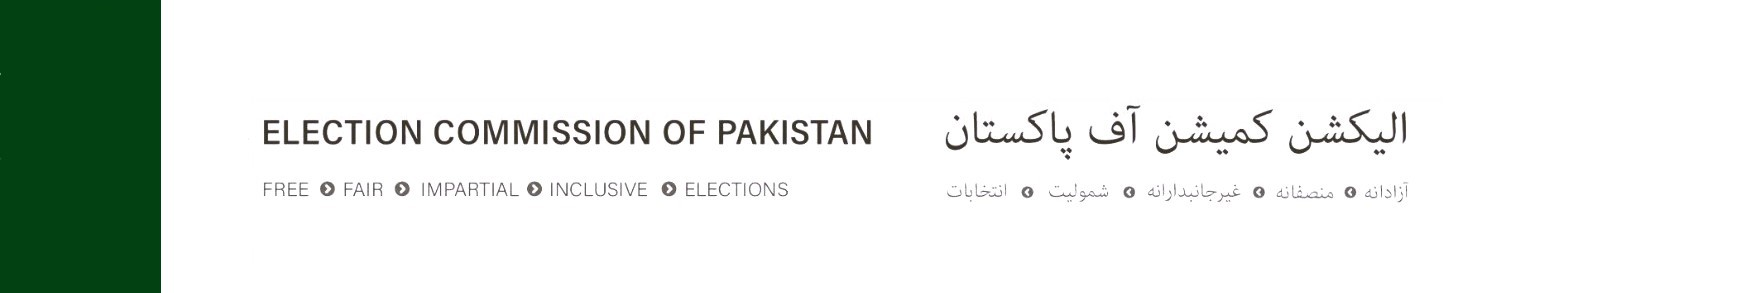 ELECTION COMMISSION OF PAKISTAN
FREE FAIR IMPARTIAL INCLUSIVE ELECTIONS
الیکشن کمیشن آف پاکستان
آزادانہ منصفانہ غیرجانبدارانہ شمولیت انتخابات